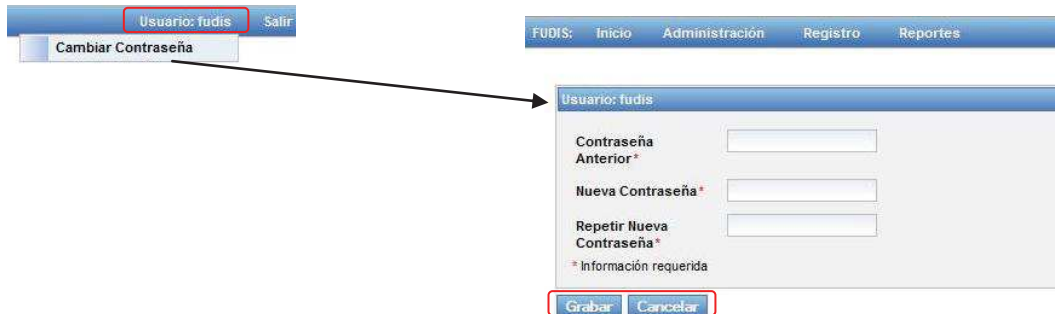 Usuario: fudis Salir
Cambiar Contraseña
FUDIS: Inicio Administración Registro Reportes
Usuario: fudis
Contraseña
Anterior*
Nueva Contraseña*
Repetir Nueva
Contraseña*
* Información requerida
Grabar Cancelar